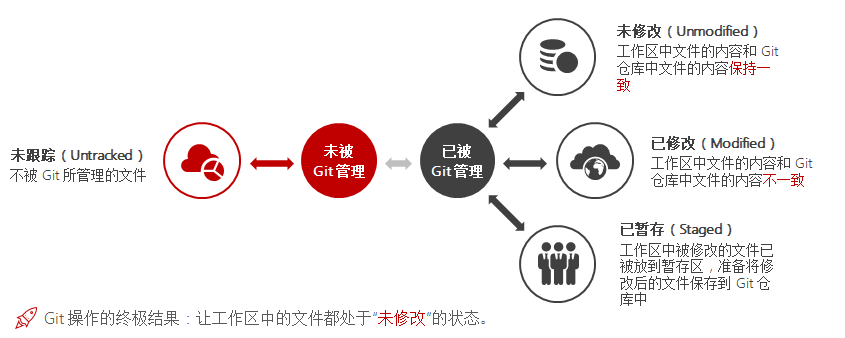 未跟踪（Untracked）
不被 Git 所管理的文件
未被
Git 管理
已被
Git 管理
未修改（Unmodified）
工作区中文件的内容和 Git
仓库中文件的内容保持一
致
已修改（Modified）
工作区中文件的内容和 Git
仓库中文件的内容不一致
已暂存（Staged）
工作区中被修改的文件已
被放到暂存区，准备将修
改后的文件保存到 Git 仓
库中
Git 操作的终极结果：让工作区中的文件都处于“未修改”的状态。